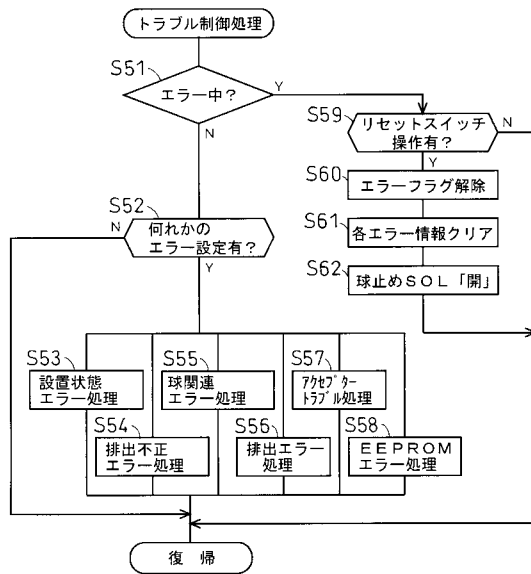 トラブル制御処理
S51
エラー中?
Y
N
S59
リセットスイッチ
操作有?
N
Y
S60
エラーフラグ解除
S61
各エラー情報クリア
S62
球止めSOL「開」
S52
何れかの
エラー設定有?
N
Y
S53
設置状態
エラー処理
S54
排出不正
エラー処理
S55
球関連
エラー処理
S56
排出エラー
処理
S57
アクセプター
トラブル処理
S58
EEPROM
エラー処理
復 帰